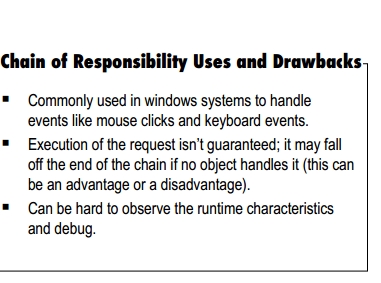 Chain of Responsibility Uses and Drawbacks
▪ Commonly used in windows systems to handle
events like mouse clicks and keyboard events.
▪ Execution of the request isn't guaranteed; it may fall
off the end of the chain if no object handles it (this can
be an advantage or a disadvantage).
▪ Can be hard to observe the runtime characteristics
and debug.